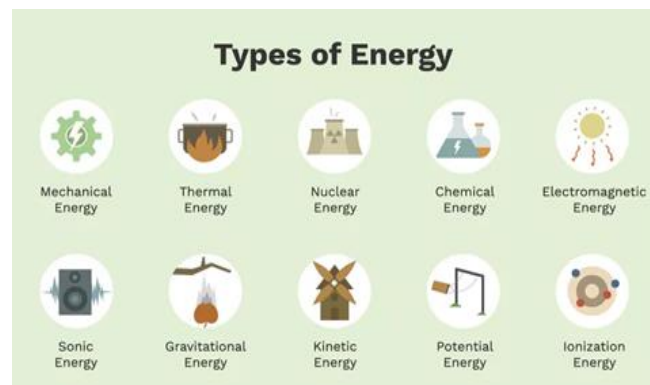 Types of Energy
Mechanical
Energy
Thermal
Energy
Nuclear
Energy
Chemical
Energy
Electromagnetic
Energy
Sonic
Energy
Gravitational
Energy
Kinetic
Energy
Potential
Energy
Ionization
Energy